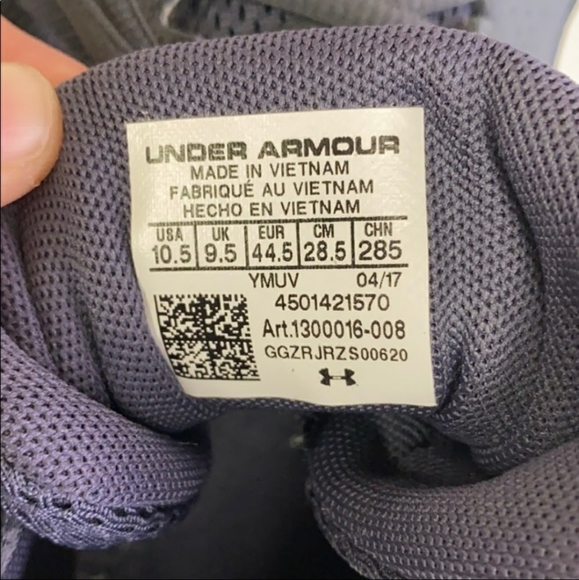 UNDER ARMOUR
MADE IN VIETNAM
FABRIQUÉ AU VIETNAM
HECHO EN VIETNAM
USA UK EUR CM CHN
10.5 9.5 44.5 28.5 285
YMUV 04/17
4501421570
Art.1300016-008
GGZRJRZS00620